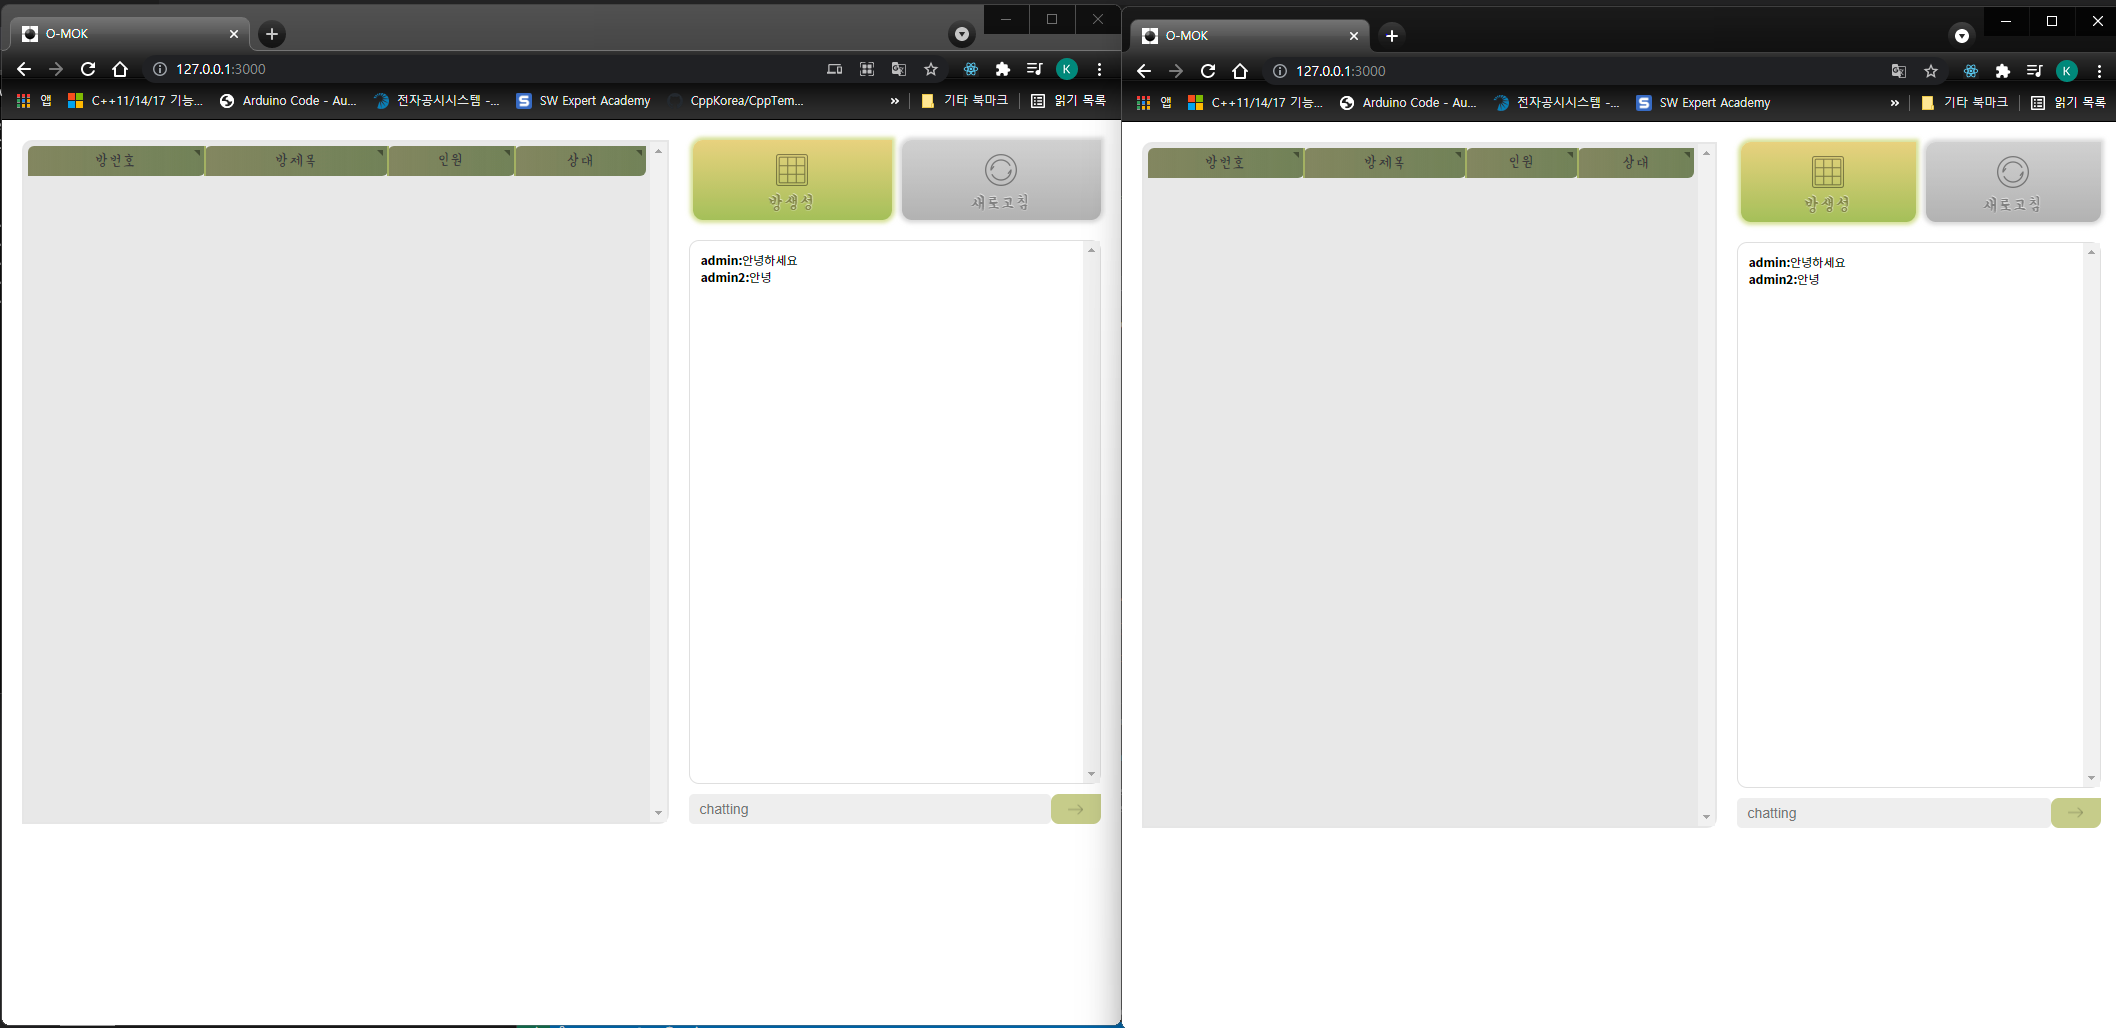 O-MOK
127.0.0.1:3000
K
앱
C++11/14/17 기능...
Arduino Code - Au...
전자공시시스템 -...
SW Expert Academy
CppKorea/CppTem...
»
기타 북마크
읽기 목록
방번호
방제목
인원
상대
방생성
새로고침
admin:안녕하세요
admin2:안녕
chatting
O-MOK
127.0.0.1:3000
K
앱
C++11/14/17 기능...
Arduino Code - Au...
전자공시시스템 -...
SW Expert Academy
»
기타 북마크
읽기 목록
방번호
방제목
인원
상대
방생성
새로고침
admin:안녕하세요
admin2:안녕
chatting